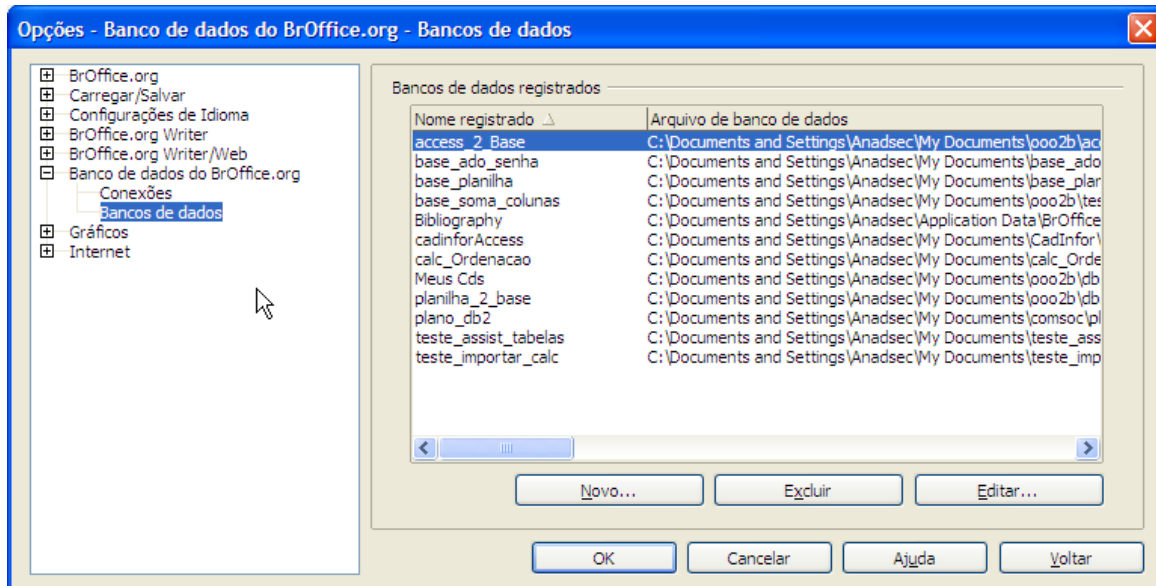 Opções - Banco de dados do BrOffice.org - Bancos de dados
BrOffice.org
Carregar/Salvar
Configurações de Idioma
BrOffice.org Writer
BrOffice.org Writer/Web
Banco de dados do BrOffice.org
Conexões
Bancos de dados
Gráficos
Internet
Bancos de dados registrados
Nome registrado Arquivo de banco de dados
access_2_Base C:\Documents and Settings\Anadsec\My Documents\ooo2b\acc
base_ado_senha C:\Documents and Settings\Anadsec\My Documents\base_ado
base_planilha C:\Documents and Settings\Anadsec\My Documents\base_plan
base_soma_colunas C:\Documents and Settings\Anadsec\My Documents\ooo2b\tes
Bibliography C:\Documents and Settings\Anadsec\Application Data\BrOffice
cadinforAccess C:\Documents and Settings\Anadsec\My Documents\CadInfor\
calc_Ordenacao C:\Documents and Settings\Anadsec\My Documents\calc_Orde
Meus Cds C:\Documents and Settings\Anadsec\My Documents\ooo2b\db
planilha_2_base C:\Documents and Settings\Anadsec\My Documents\ooo2b\db
plano_db2 C:\Documents and Settings\Anadsec\My Documents\comsoc\pl
teste_assist_tabelas C:\Documents and Settings\Anadsec\My Documents\teste_ass
teste_importar_calc C:\Documents and Settings\Anadsec\My Documents\teste_imp
Novo... Excluir Editar...
OK Cancelar Ajuda Voltar